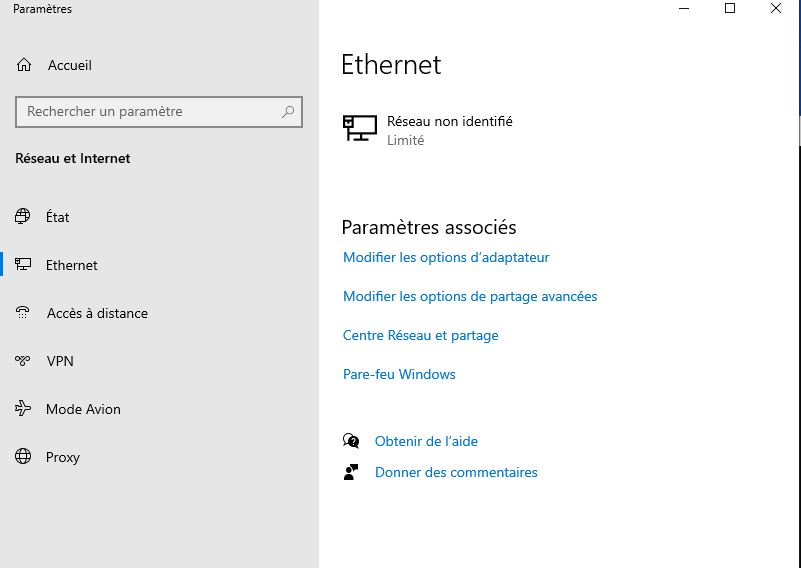 Paramètres
Accueil
Rechercher un paramètre
Réseau et Internet
État
Ethernet
Accès à distance
VPN
Mode Avion
Proxy
Ethernet
Réseau non identifié
Limité
Paramètres associés
Modifier les options d’adaptateur
Modifier les options de partage avancées
Centre Réseau et partage
Pare-feu Windows
Obtenir de l’aide
Donner des commentaires